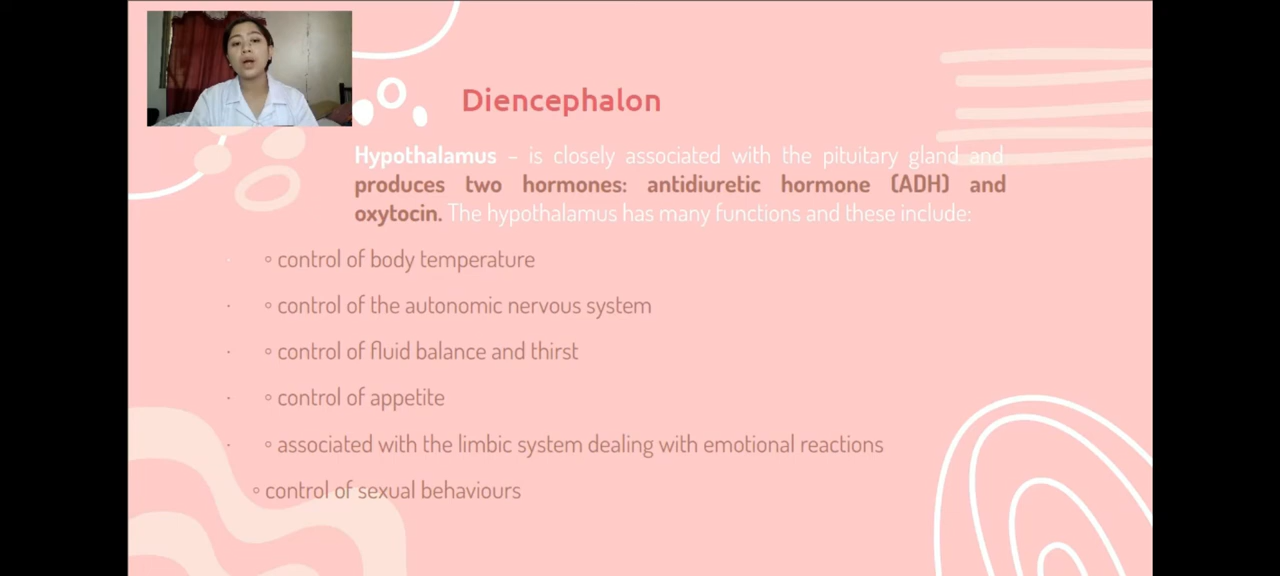 Diencephalon
Hypothalamus – is closely associated with the pituitary gland and
produces two hormones: antidiuretic hormone (ADH) and
oxytocin. The hypothalamus has many functions and these include:
· ◦ control of body temperature
· ◦ control of the autonomic nervous system
· ◦ control of fluid balance and thirst
· ◦ control of appetite
· ◦ associated with the limbic system dealing with emotional reactions
◦ control of sexual behaviours